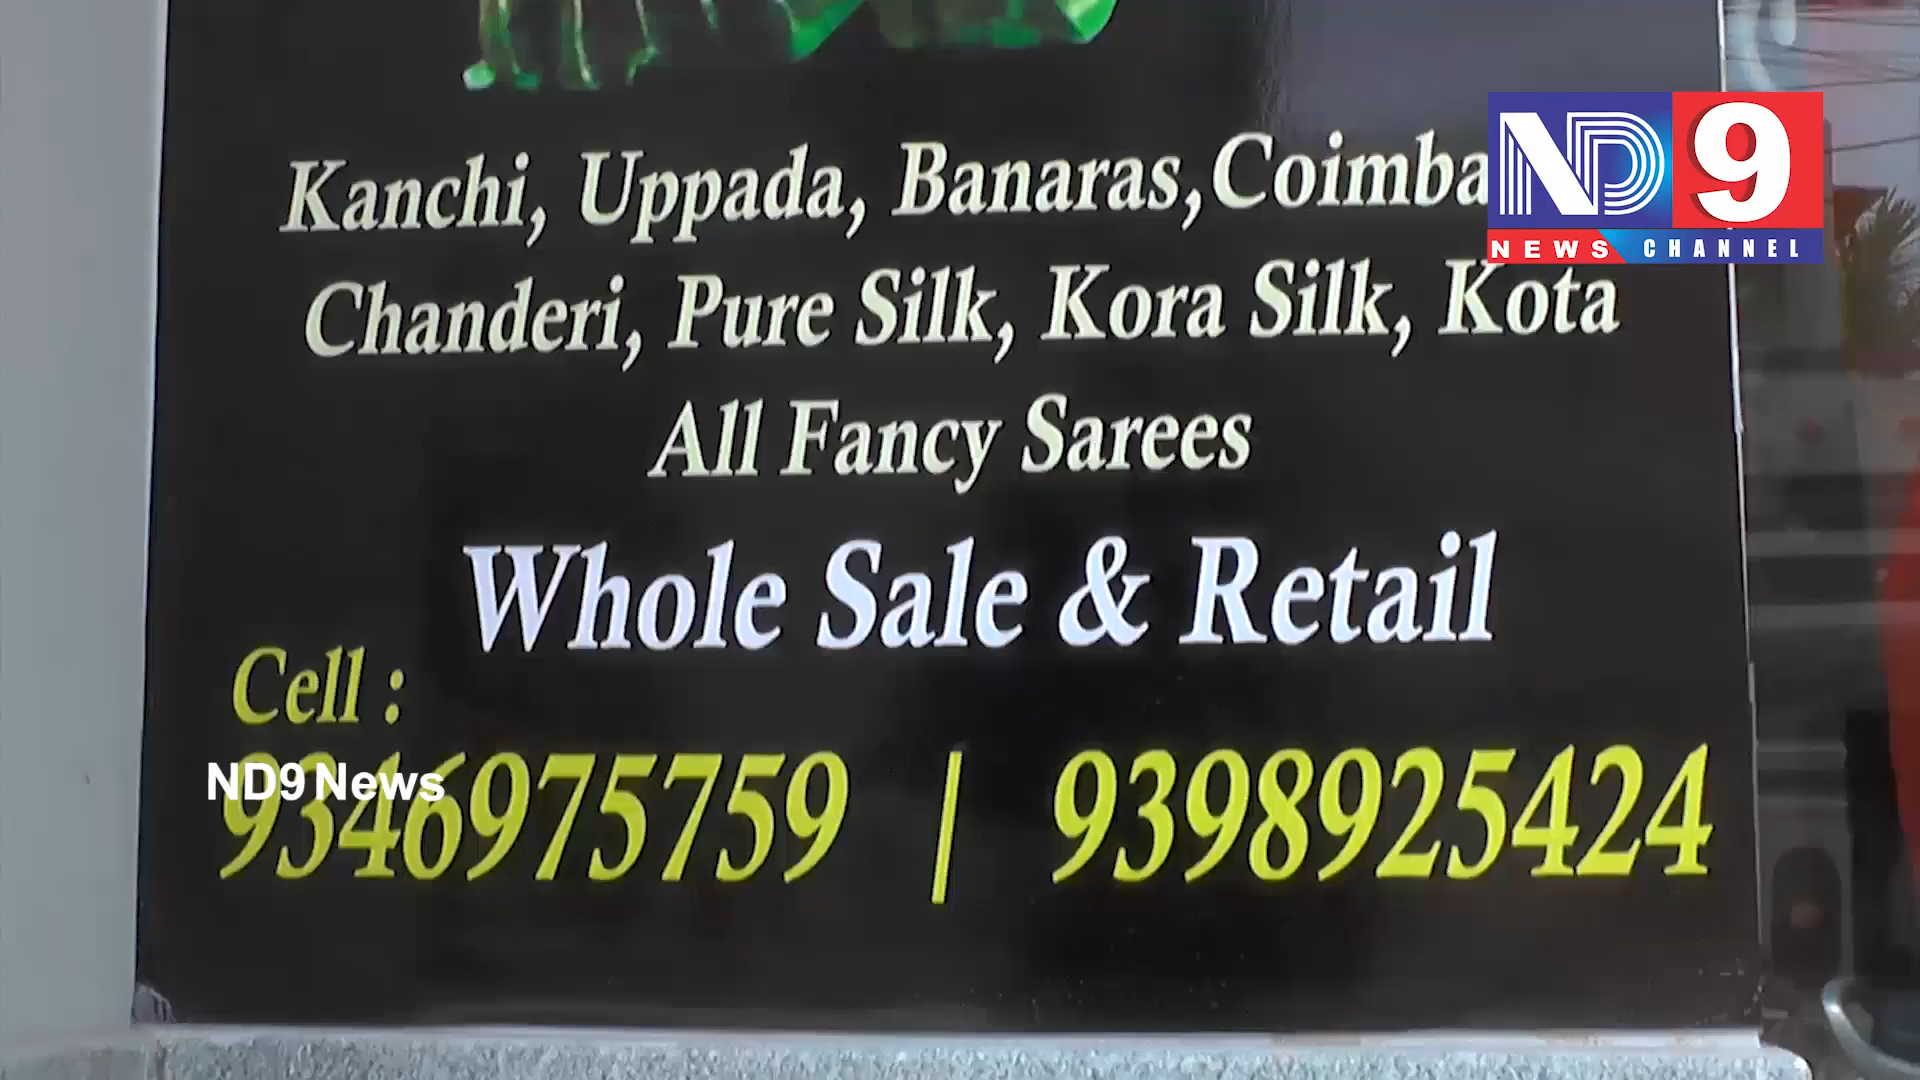 ND9
NEWS CHANNEL
Kanchi, Uppada, Banaras,
Chanderi, Pure Silk, Kora Silk, Kota
All Fancy Sarees
Whole Sale & Retail
Cell :
ND9 News
9346975759 | 9398925424